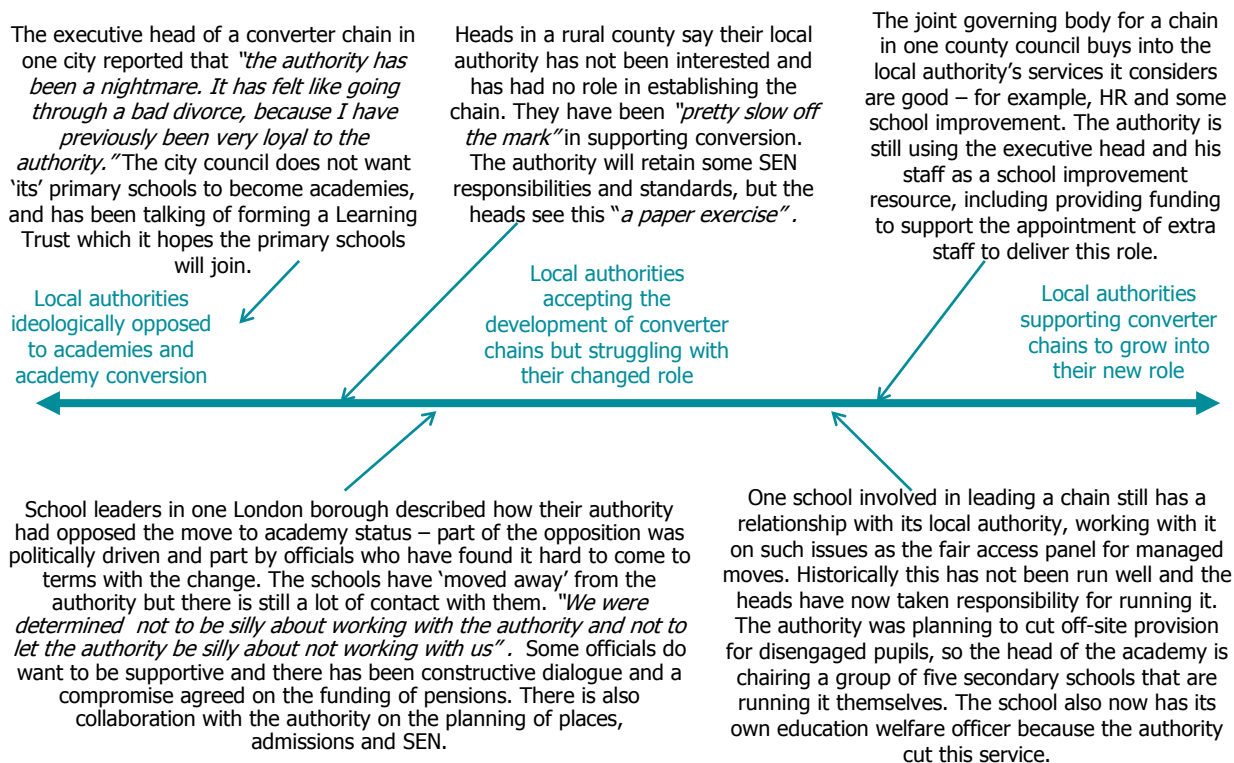 The executive head of a converter chain in
one city reported that “the authority has
been a nightmare. It has felt like going
through a bad divorce, because I have
previously been very loyal to the
authority.” The city council does not want
‘its’ primary schools to become academies,
and has been talking of forming a Learning
Trust which it hopes the primary schools
will join.
Heads in a rural county say their local
authority has not been interested and
has had no role in establishing the
chain. They have been “pretty slow off
the mark” in supporting conversion.
The authority will retain some SEN
responsibilities and standards, but the
heads see this “a paper exercise” .
The joint governing body for a chain
in one county council buys into the
local authority’s services it considers
are good – for example, HR and some
school improvement. The authority is
still using the executive head and his
staff as a school improvement
resource, including providing funding
to support the appointment of extra
staff to deliver this role.
Local authorities
ideologically opposed
to academies and
academy conversion
Local authorities
accepting the
development of converter
chains but struggling with
their changed role
Local authorities
supporting converter
chains to grow into
their new role
School leaders in one London borough described how their authority
had opposed the move to academy status – part of the opposition was
politically driven and part by officials who have found it hard to come to
terms with the change. The schools have ‘moved away’ from the
authority but there is still a lot of contact with them. “We were
determined not to be silly about working with the authority and not to
let the authority be silly about not working with us” . Some officials do
want to be supportive and there has been constructive dialogue and a
compromise agreed on the funding of pensions. There is also
collaboration with the authority on the planning of places,
admissions and SEN.
One school involved in leading a chain still has a
relationship with its local authority, working with it
on such issues as the fair access panel for managed
moves. Historically this has not been run well and the
heads have now taken responsibility for running it.
The authority was planning to cut off-site provision
for disengaged pupils, so the head of the academy is
chairing a group of five secondary schools that are
running it themselves. The school also now has its
own education welfare officer because the authority
cut this service.